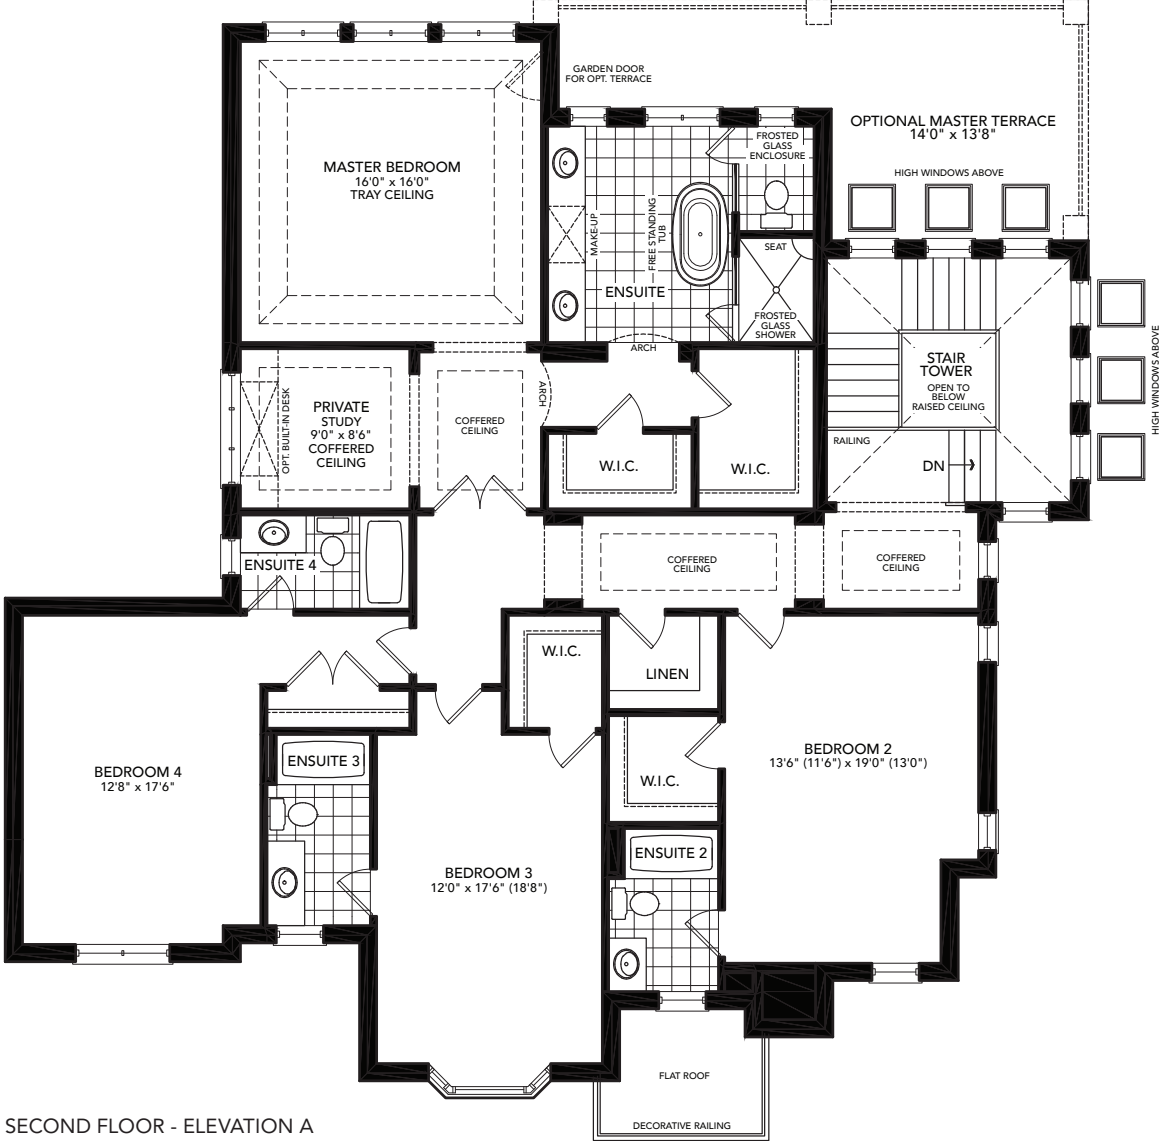 GARDEN DOOR
FOR OPT. TERRACE
OPTIONAL MASTER TERRACE
14'0" x 13'8"
MASTER BEDROOM
16'0" x 16'0"
TRAY CEILING
FROSTED
GLASS
ENCLOSURE
HIGH WINDOWS ABOVE
MAKE-UP
FREE STANDING
TUB
SEAT
ENSUITE
FROSTED
GLASS
SHOWER
ARCH
HIGH WINDOWS ABOVE
STAIR
TOWER
OPEN TO
BELOW
RAISED CEILING
OPT. BUILT-IN DESK
PRIVATE
STUDY
9'0" x 8'6"
COFFERED
CEILING
COFFERED
CEILING
ARCH
W.I.C.
W.I.C.
RAILING
DN
ENSUITE 4
COFFERED
CEILING
COFFERED
CEILING
W.I.C.
LINEN
BEDROOM 4
12'8" x 17'6"
ENSUITE 3
W.I.C.
BEDROOM 2
13'6" (11'6") x 19'0" (13'0")
BEDROOM 3
12'0" x 17'6" (18'8")
ENSUITE 2
FLAT ROOF
DECORATIVE RAILING
SECOND FLOOR - ELEVATION A